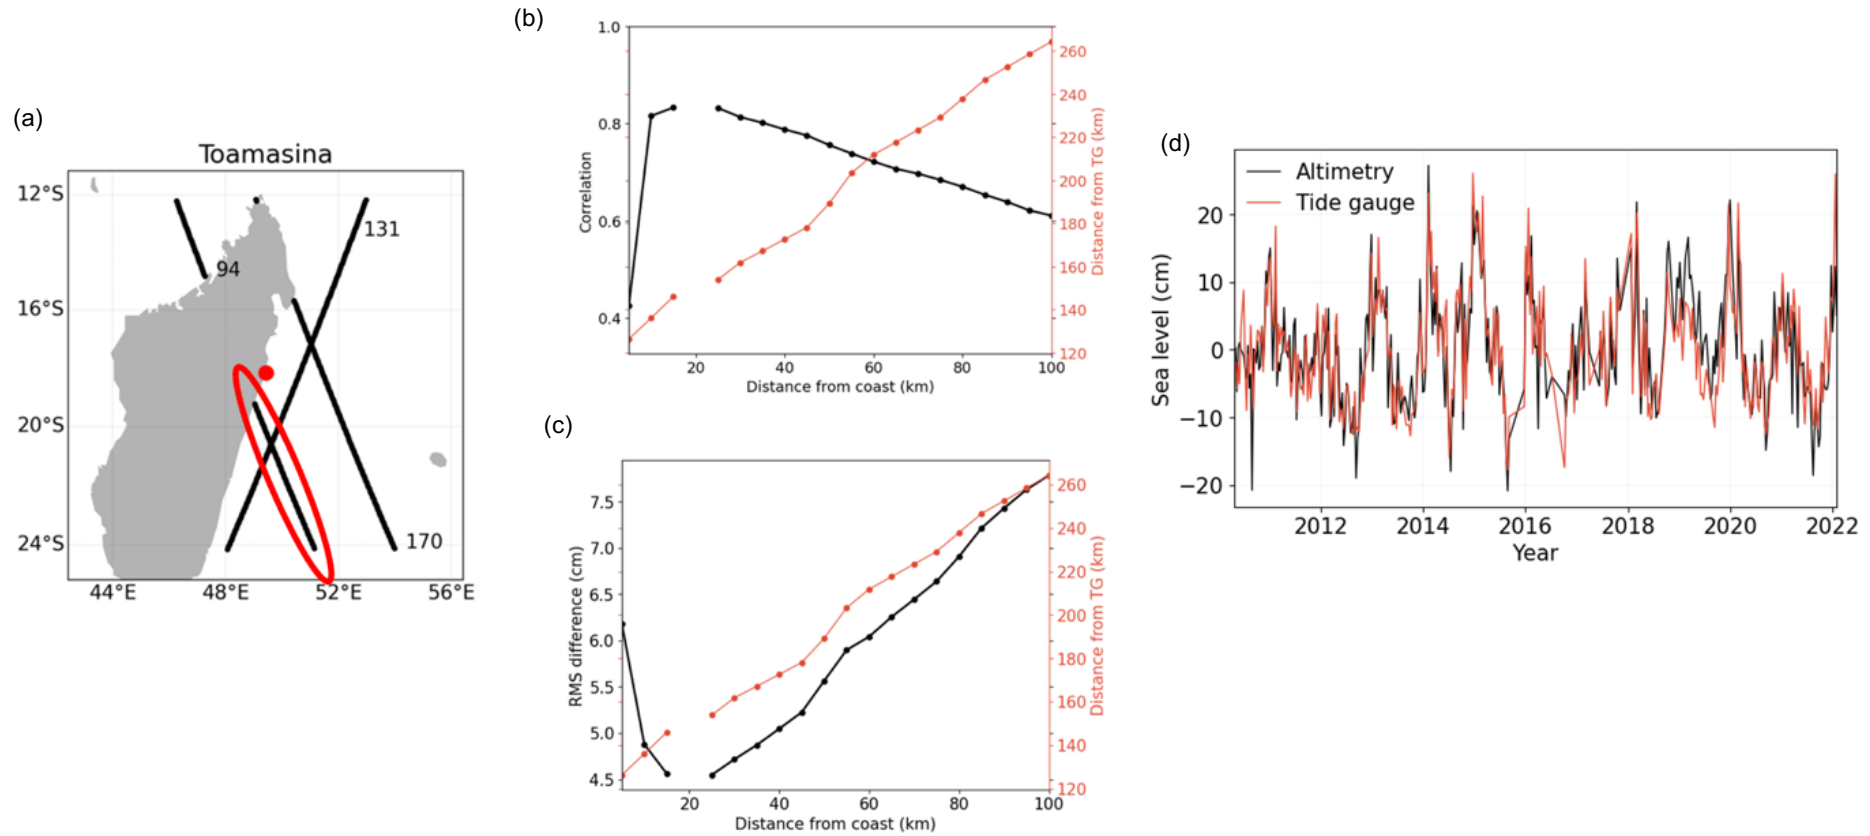 (a)
Toamasina
12°S
16°S
20°S
24°S
44°E
48°E
52°E
56°E
94
131
170
(b)
Correlation
1.0
0.8
0.6
0.4
20
40
60
80
100
Distance from coast (km)
260
240
220
200
180
160
140
120
Distance from TG (km)
(c)
RMS difference (cm)
7.5
7.0
6.5
6.0
5.5
5.0
4.5
20
40
60
80
100
Distance from coast (km)
260
240
220
200
180
160
140
120
Distance from TG (km)
(d)
Altimetry
Tide gauge
Sea level (cm)
20
10
0
−10
−20
2012
2014
2016
2018
2020
2022
Year